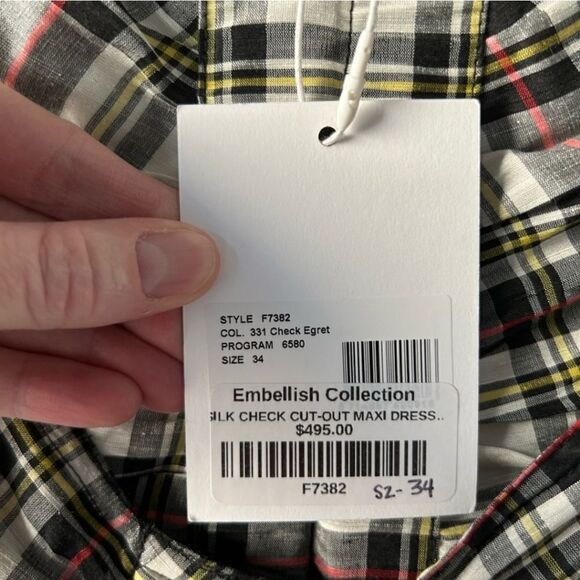 STYLE F7382
COL. 331 Check Egret
PROGRAM 6580
SIZE 34
Embellish Collection
SILK CHECK CUT-OUT MAXI DRESS..
$495.00
F7382 SZ- 34